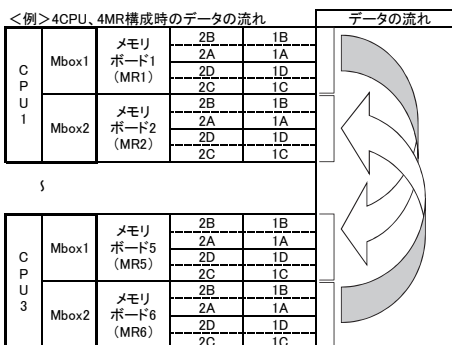 ＜例＞4CPU、4MR構成時のデータの流れ
データの流れ
CPU1
Mbox1
メモリボード1(MR1)
2B 1B
2A 1A
2D 1D
2C 1C
Mbox2
メモリボード2(MR2)
2B 1B
2A 1A
2D 1D
2C 1C
∫
CPU3
Mbox1
メモリボード5(MR5)
2B 1B
2A 1A
2D 1D
2C 1C
Mbox2
メモリボード6(MR6)
2B 1B
2A 1A
2D 1D
2C 1C